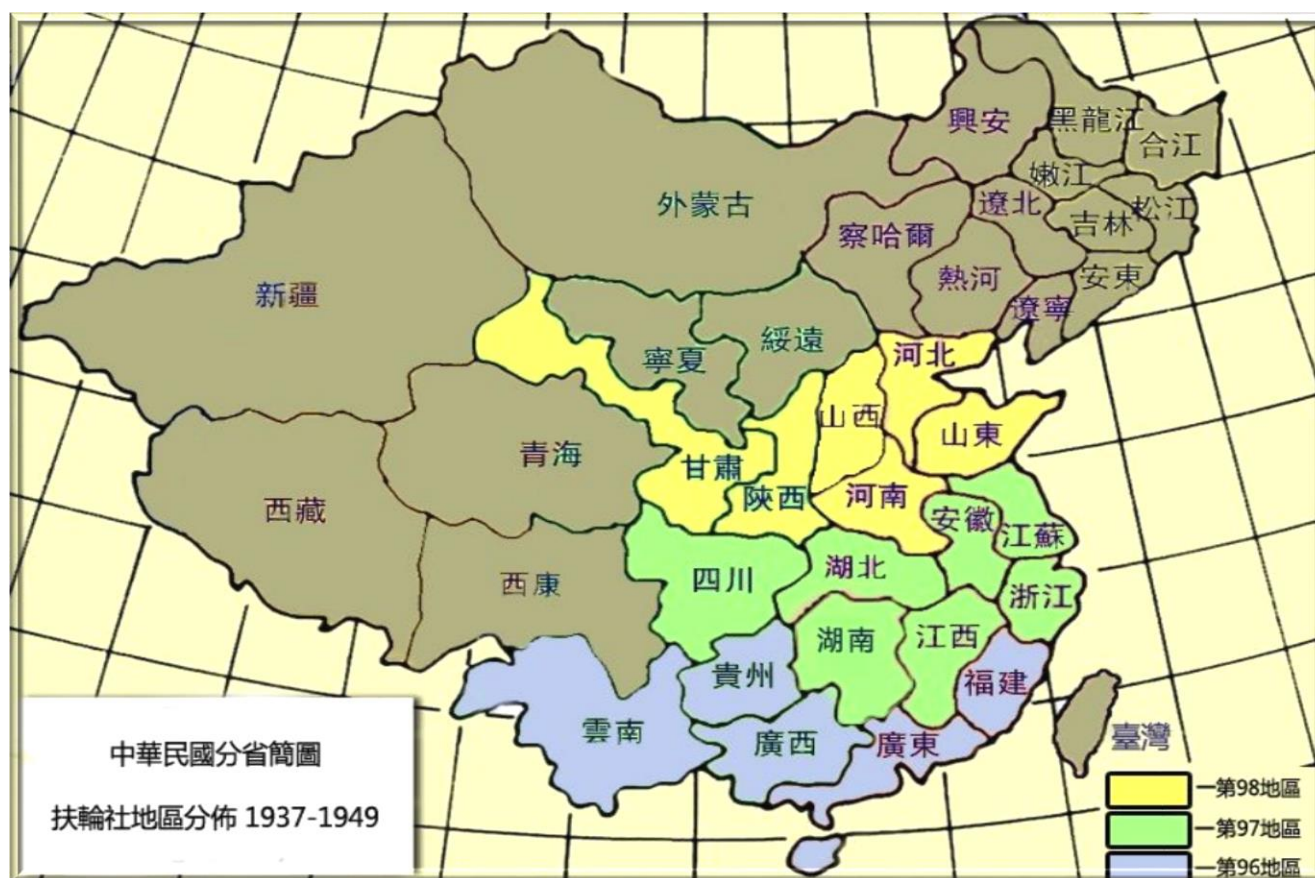 興安
黑龍江
合江
嫩江
外蒙古
遼北
吉林
松江
察哈爾
熱河
安東
新疆
遼寧
寧夏
綏遠
河北
山西
山東
青海
甘肅
陝西
河南
西藏
安徽
江蘇
西康
四川
湖北
浙江
湖南
江西
貴州
福建
雲南
廣西
廣東
臺灣
中華民國分省簡圖
扶輪社地區分佈 1937-1949
—第98地區
—第97地區
—第96地區